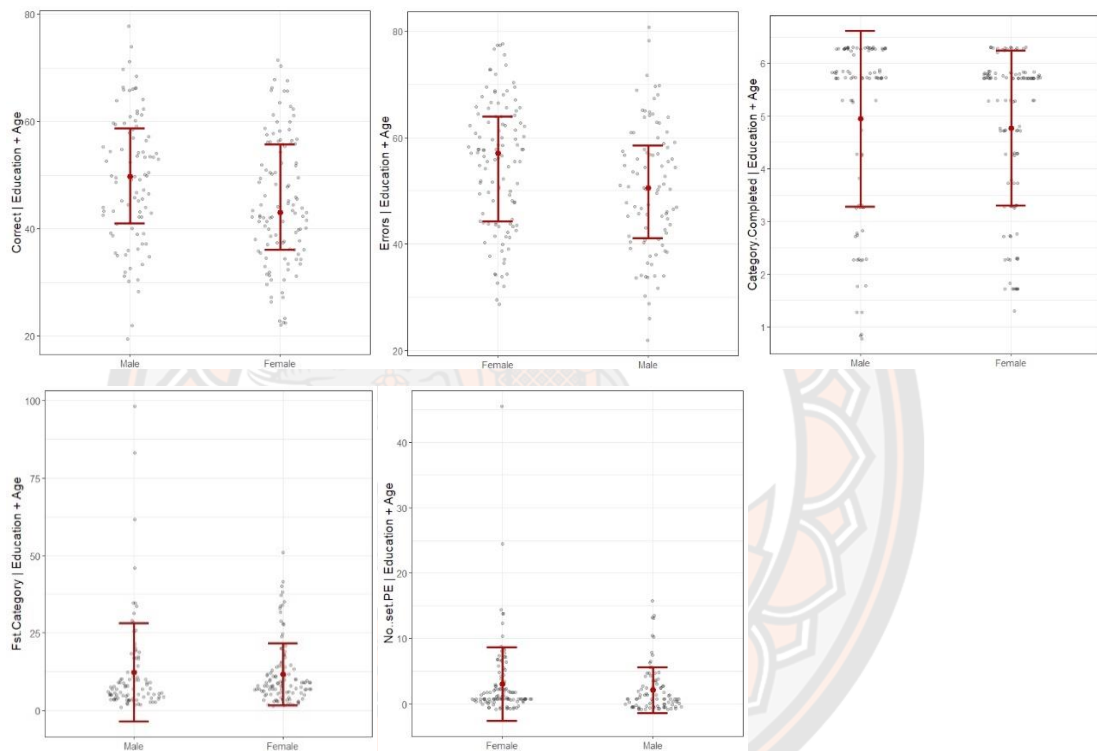 Correct | Education + Age
80
60
40
20
Male
Female
Errors | Education + Age
80
60
40
20
Female
Male
Category.Completed | Education + Age
6
5
4
3
2
1
Male
Female
Fst.Category | Education + Age
100
75
50
25
0
Male
Female
No..set.PE | Education + Age
40
30
20
10
0
Female
Male